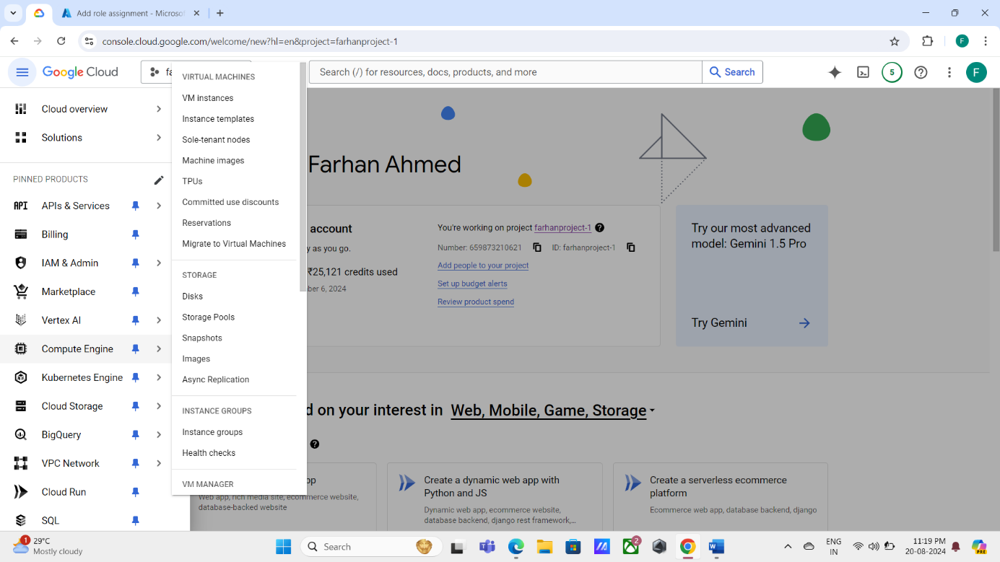 Add role assignment - Microso
console.cloud.google.com/welcome/new?hl=en&project=farhanproject-1
F
Google Cloud
fa
Search (/) for resources, docs, products, and more
Search
5
F
Cloud overview
Solutions
PINNED PRODUCTS
API APIs & Services
Billing
IAM & Admin
Marketplace
Vertex AI
Compute Engine
Kubernetes Engine
Cloud Storage
BigQuery
VPC Network
Cloud Run
SQL
VIRTUAL MACHINES
VM instances
Instance templates
Sole-tenant nodes
Machine images
TPUs
Committed use discounts
Reservations
Migrate to Virtual Machines
STORAGE
Disks
Storage Pools
Snapshots
Images
Async Replication
INSTANCE GROUPS
Instance groups
Health checks
VM MANAGER
Farhan Ahmed
account
y as you go.
₹25,121 credits used
ber 6, 2024
You're working on project farhanproject-1
Number: 659873210621 ID: farhanproject-1
Add people to your project
Set up budget alerts
Review product spend
Try our most advanced
model: Gemini 1.5 Pro
Try Gemini
d on your interest in Web, Mobile, Game, Storage
pp
Web app, rich media site, ecommerce website,
database-backed website
Create a dynamic web app with
Python and JS
Dynamic web app, ecommerce website,
database backend, django rest framework,...
Create a serverless ecommerce
platform
Ecommerce web app, database backend, django
1
29°C
Mostly cloudy
Search
2
ENG
IN
11:19 PM
20-08-2024
PRE